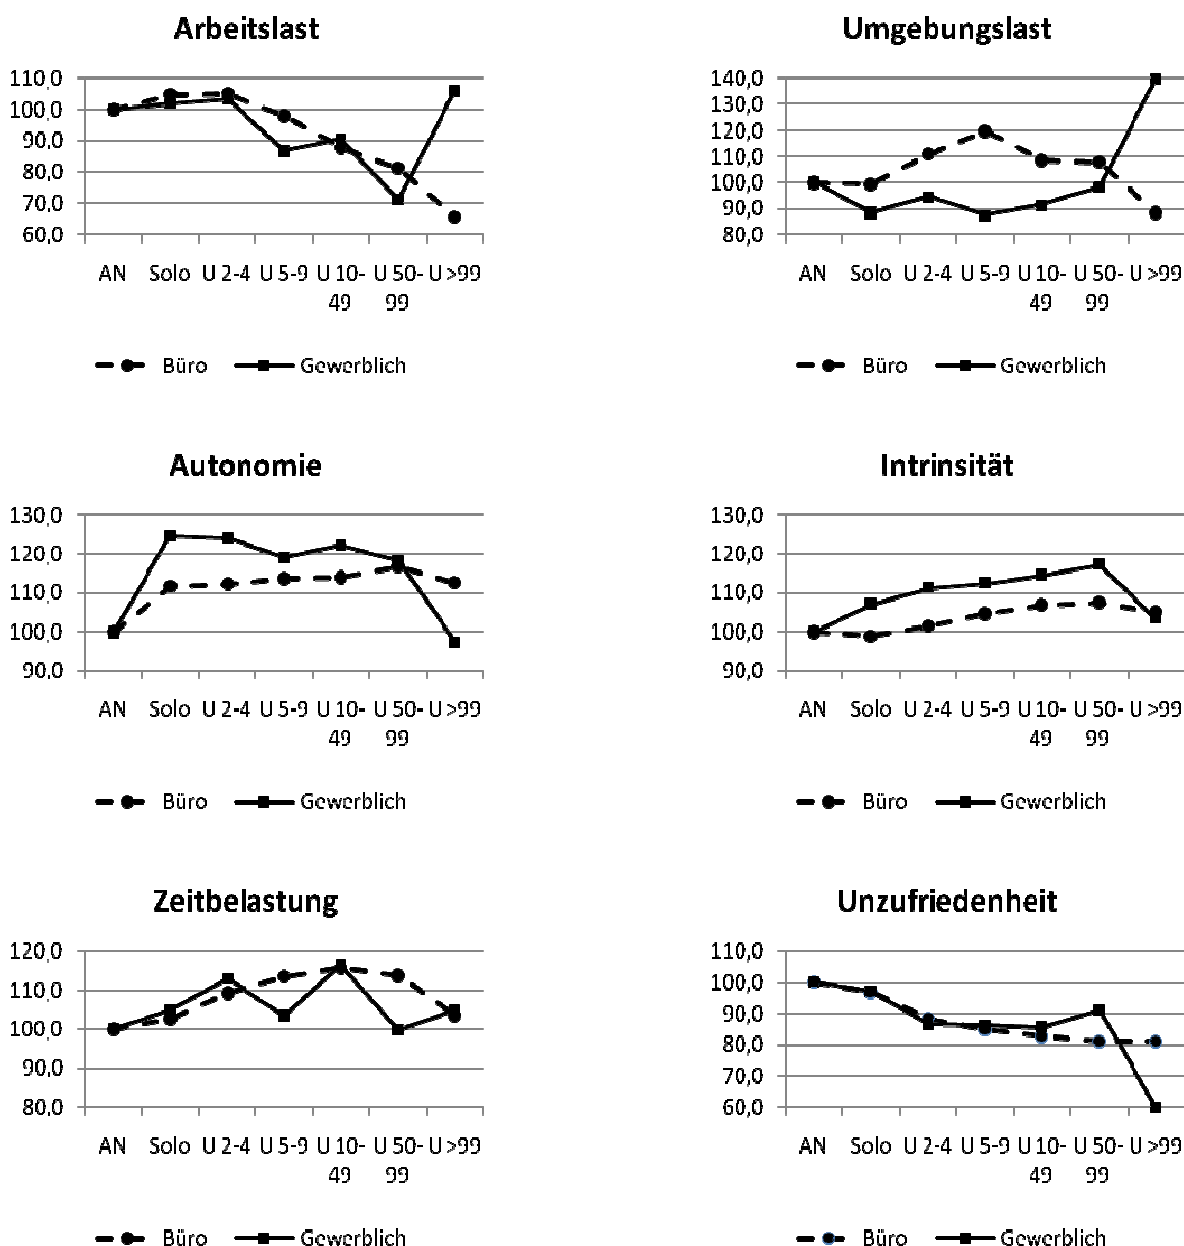 Arbeitslast
110,0
100,0
90,0
80,0
70,0
60,0
AN Solo U 2-4 U 5-9 U 10- U 50- U >99
49 99
Büro Gewerblich
Umgebungslast
140,0
130,0
120,0
110,0
100,0
90,0
80,0
AN Solo U 2-4 U 5-9 U 10- U 50- U >99
49 99
Büro Gewerblich
Autonomie
130,0
120,0
110,0
100,0
90,0
AN Solo U 2-4 U 5-9 U 10- U 50- U >99
49 99
Büro Gewerblich
Intrinsität
130,0
120,0
110,0
100,0
90,0
AN Solo U 2-4 U 5-9 U 10- U 50- U >99
49 99
Büro Gewerblich
Zeitbelastung
120,0
110,0
100,0
90,0
80,0
AN Solo U 2-4 U 5-9 U 10- U 50- U >99
49 99
Büro Gewerblich
Unzufriedenheit
110,0
100,0
90,0
80,0
70,0
60,0
AN Solo U 2-4 U 5-9 U 10- U 50- U >99
49 99
Büro Gewerblich